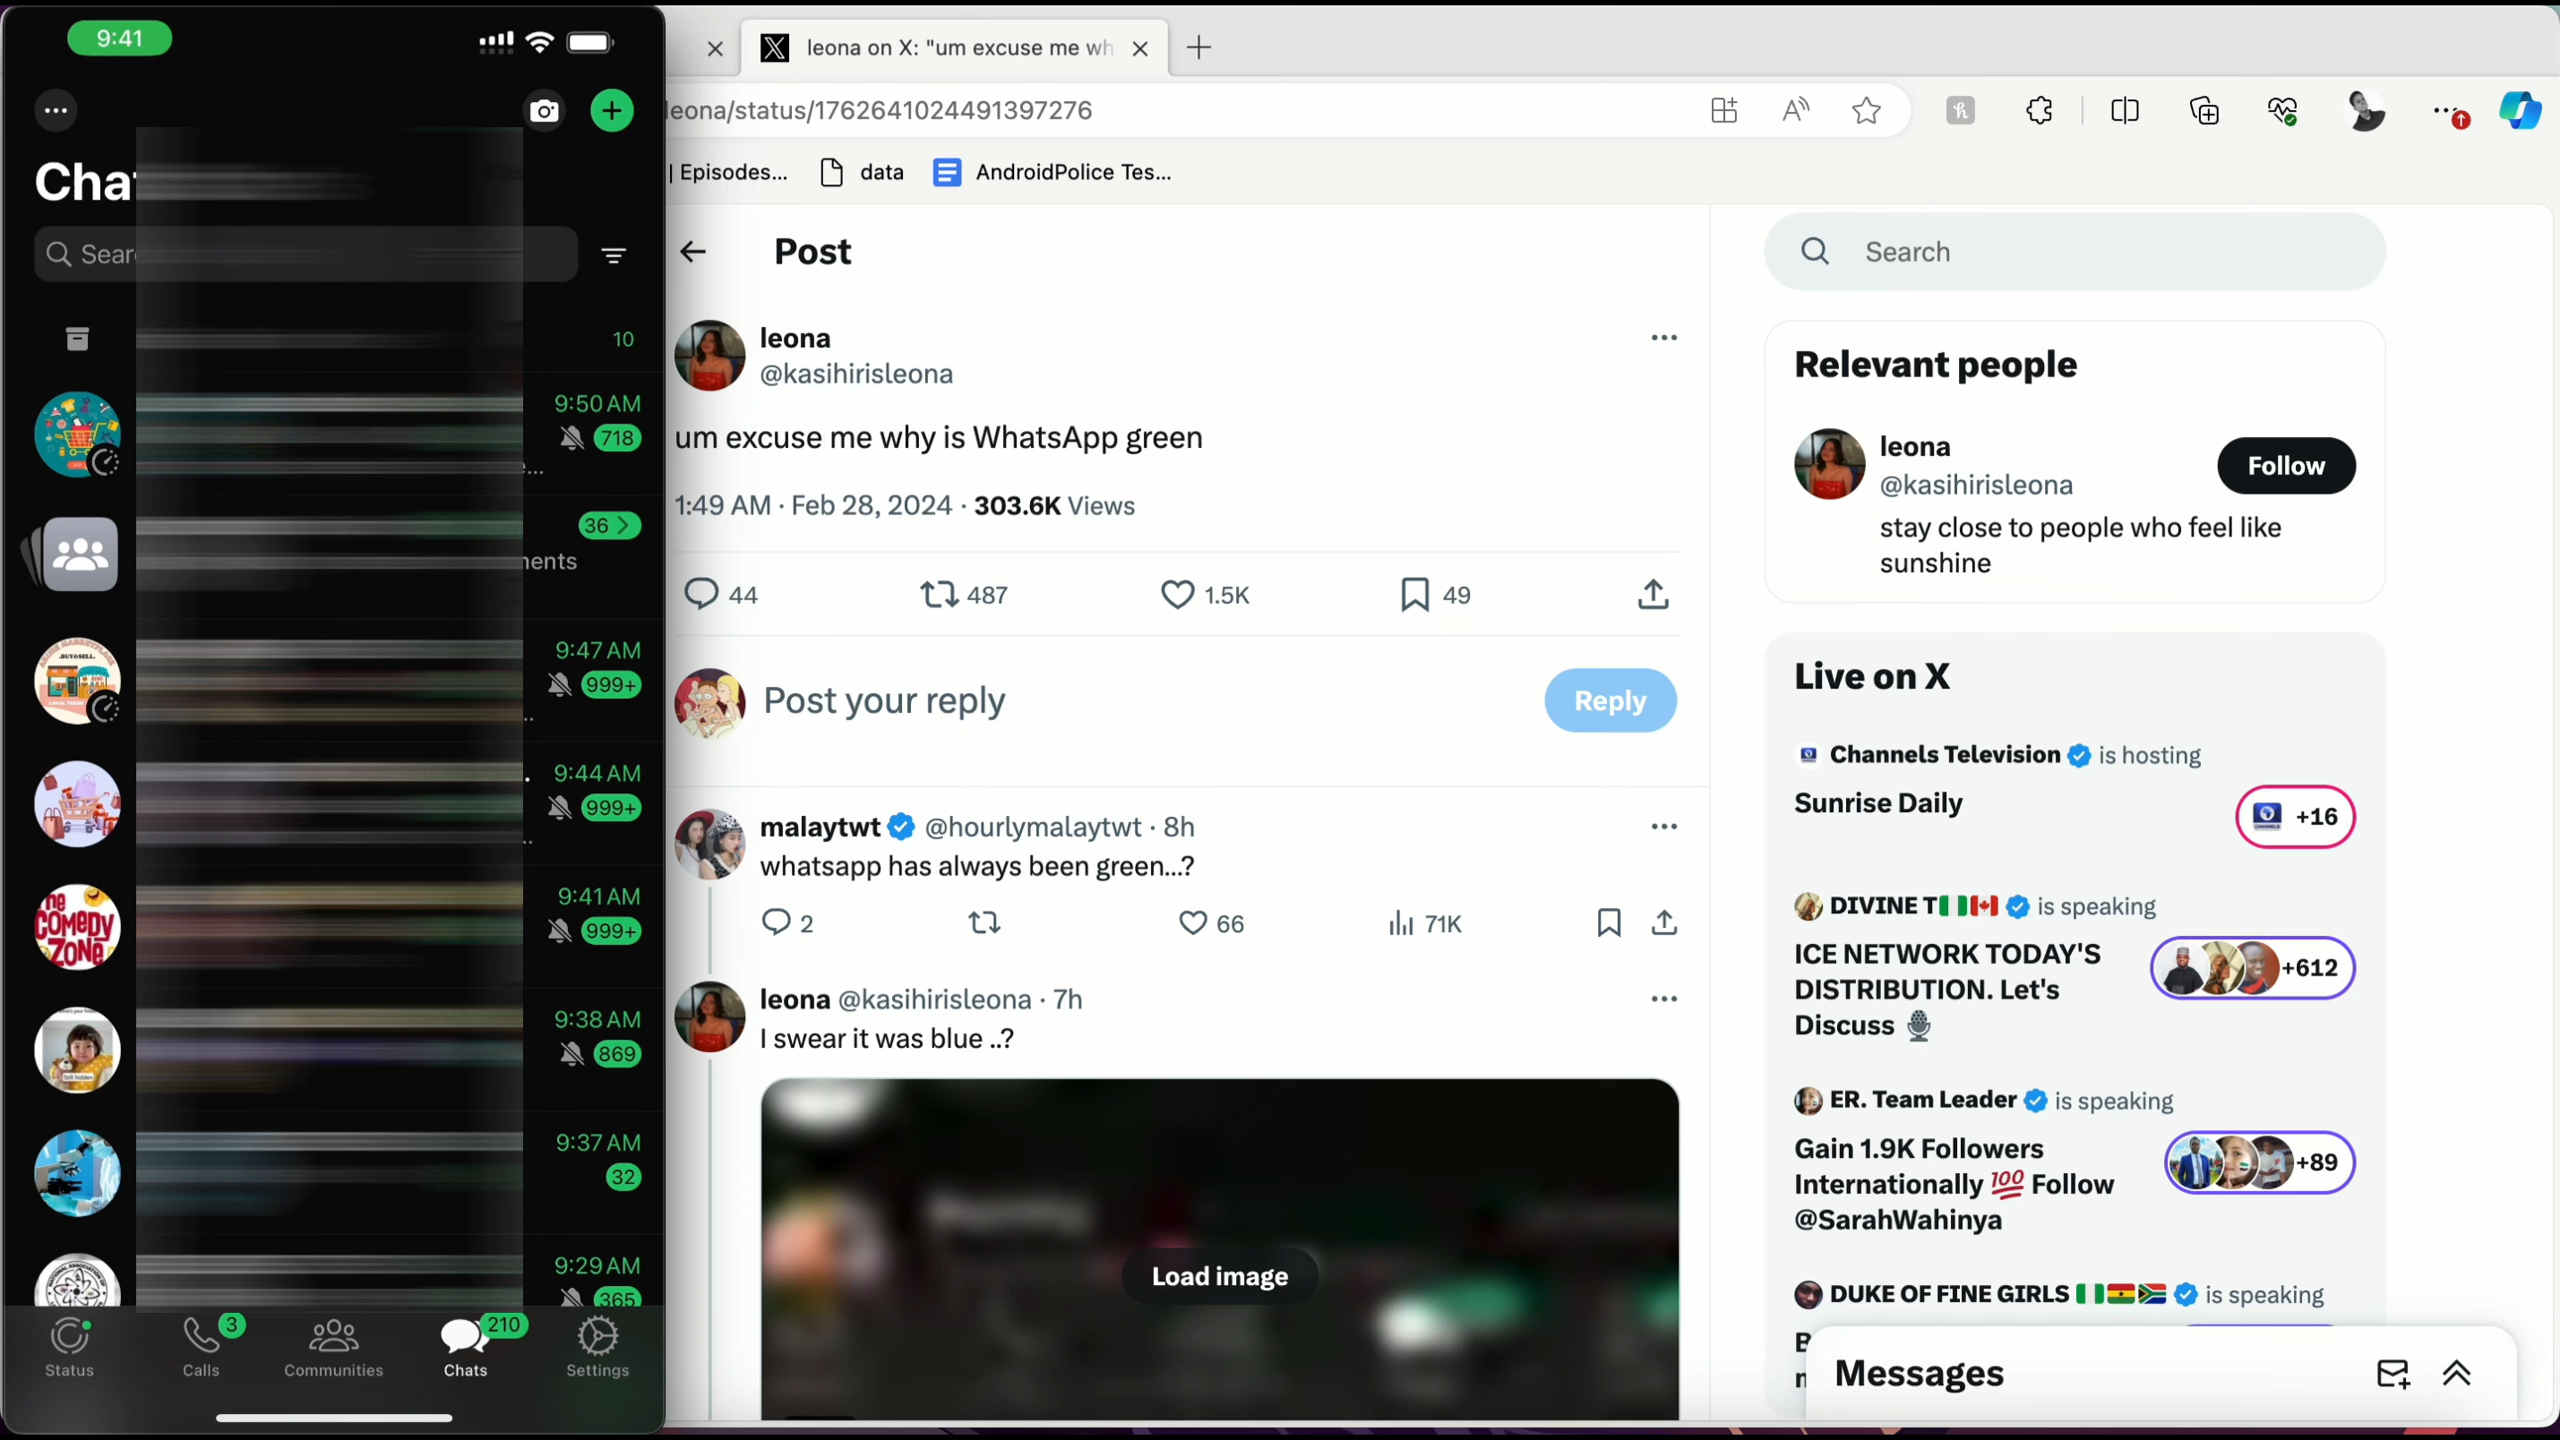 9:41
Cha
Sear
10
9:50 AM
718
e...
36
nents
.BUY&SELL.
9:47 AM
999+
..
9:44 AM
999+
..
THE
COMEDY
ZONE
9:41 AM
999+
9:38 AM
869
9:37 AM
32
9:29 AM
365
Status
Calls
3
Communities
Chats
210
Settings
leona on X: "um excuse me wh
leona/status/1762641024491397276
| Episodes...
data
AndroidPolice Tes...
Post
leona
@kasihirisleona
um excuse me why is WhatsApp green
1:49 AM · Feb 28, 2024 · 303.6K Views
44
487
1.5K
49
Post your reply
Reply
malaytwt @hourlymalaytwt · 8h
whatsapp has always been green...?
2
66
71K
leona @kasihirisleona · 7h
I swear it was blue ..?
Load image
Search
Relevant people
leona
@kasihirisleona
Follow
stay close to people who feel like
sunshine
Live on X
Channels Television is hosting
Sunrise Daily
+16
DIVINE T🇳🇬🇨🇦 is speaking
ICE NETWORK TODAY'S
DISTRIBUTION. Let's
Discuss 🎙️
+612
ER. Team Leader is speaking
Gain 1.9K Followers
Internationally 💯 Follow
@SarahWahinya
+89
DUKE OF FINE GIRLS 🇳🇬🇬🇭🇿🇦 is speaking
Messages